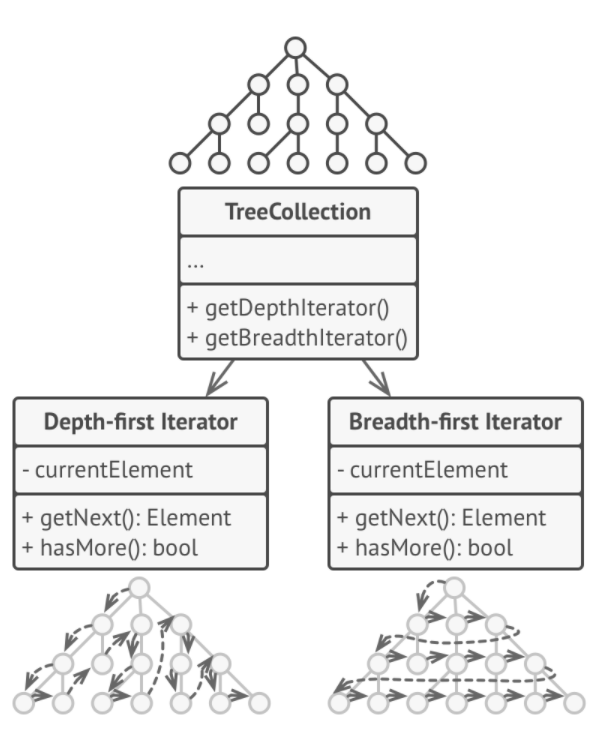 TreeCollection
...
+ getDepthIterator()
+ getBreadthIterator()
Depth-first Iterator
- currentElement
+ getNext(): Element
+ hasMore(): bool
Breadth-first Iterator
- currentElement
+ getNext(): Element
+ hasMore(): bool